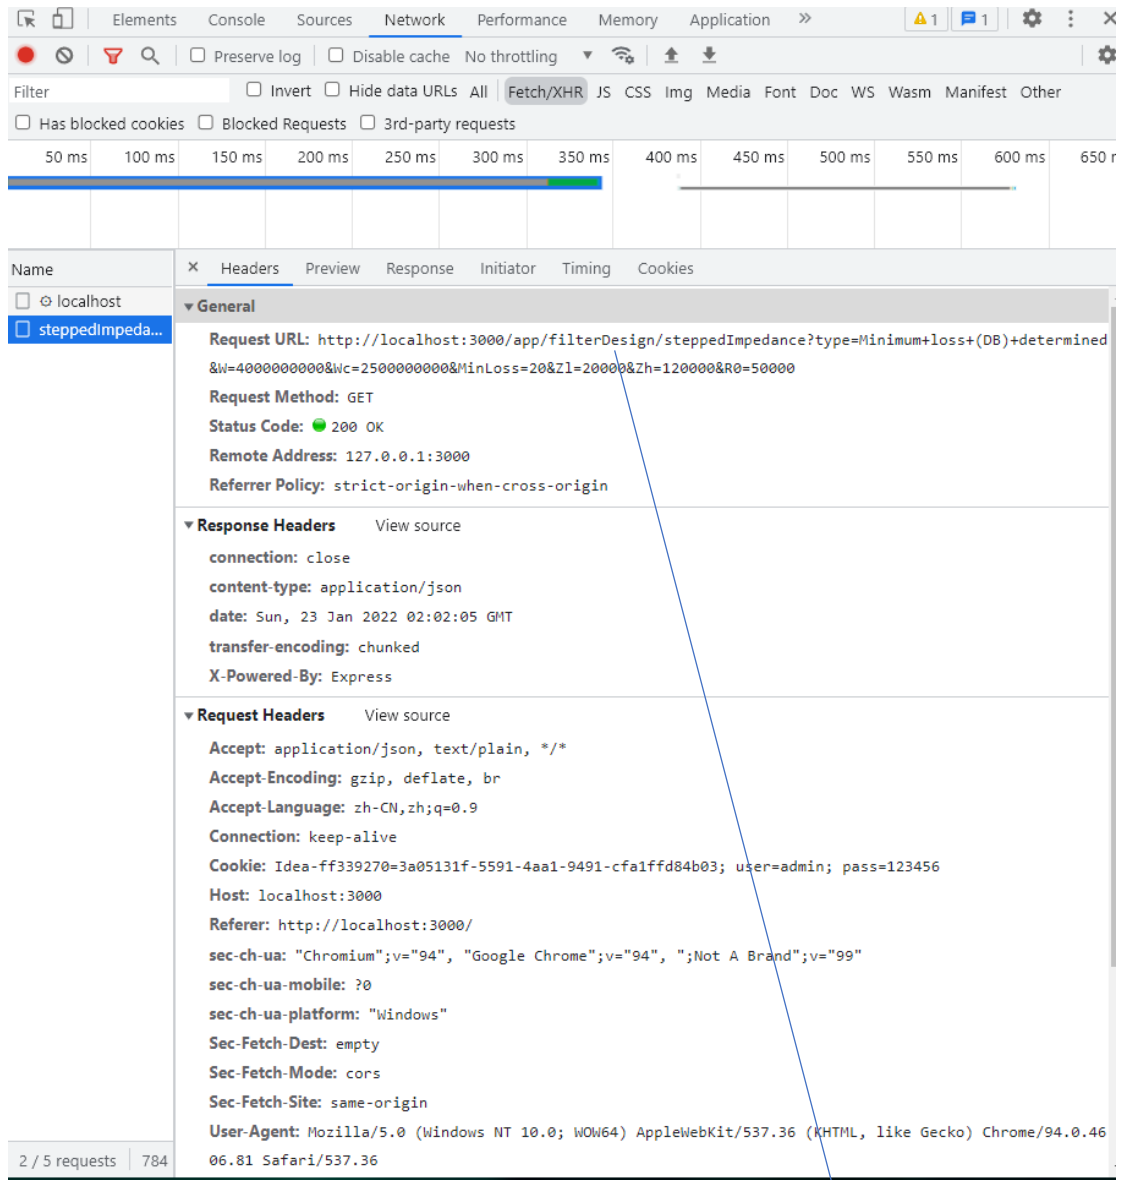 Elements Console Sources Network Performance Memory Application » 1 1
Preserve log Disable cache No throttling
Filter Invert Hide data URLs All Fetch/XHR JS CSS Img Media Font Doc WS Wasm Manifest Other
Has blocked cookies Blocked Requests 3rd-party requests
50 ms 100 ms 150 ms 200 ms 250 ms 300 ms 350 ms 400 ms 450 ms 500 ms 550 ms 600 ms 650
Name
localhost
steppedImpeda...
× Headers Preview Response Initiator Timing Cookies
General
Request URL: http://localhost:3000/app/filterDesign/steppedImpedance?type=Minimum+loss+(DB)+determined
&W=4000000000&Wc=2500000000&MinLoss=20&Zl=20000&Zh=120000&R0=50000
Request Method: GET
Status Code: 200 OK
Remote Address: 127.0.0.1:3000
Referrer Policy: strict-origin-when-cross-origin
Response Headers View source
connection: close
content-type: application/json
date: Sun, 23 Jan 2022 02:02:05 GMT
transfer-encoding: chunked
X-Powered-By: Express
Request Headers View source
Accept: application/json, text/plain, */*
Accept-Encoding: gzip, deflate, br
Accept-Language: zh-CN,zh;q=0.9
Connection: keep-alive
Cookie: Idea-ff339270=3a05131f-5591-4aa1-9491-cfa1ffd84b03; user=admin; pass=123456
Host: localhost:3000
Referer: http://localhost:3000/
sec-ch-ua: "Chromium";v="94", "Google Chrome";v="94", ";Not A Brand";v="99"
sec-ch-ua-mobile: ?0
sec-ch-ua-platform: "Windows"
Sec-Fetch-Dest: empty
Sec-Fetch-Mode: cors
Sec-Fetch-Site: same-origin
User-Agent: Mozilla/5.0 (Windows NT 10.0; WOW64) AppleWebKit/537.36 (KHTML, like Gecko) Chrome/94.0.46
06.81 Safari/537.36
2 / 5 requests 784